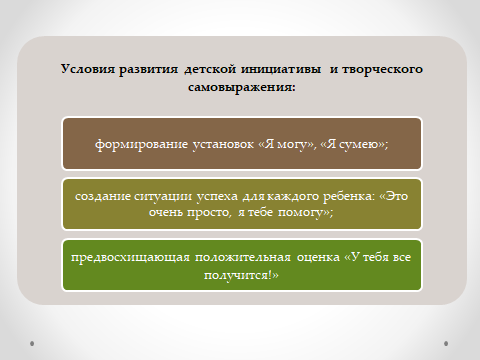 Условия развития детской инициативы и творческого
самовыражения:
формирование установок «Я могу», «Я сумею»;
создание ситуации успеха для каждого ребенка: «Это
очень просто, я тебе помогу»;
предвосхищающая положительная оценка «У тебя все
получится!»